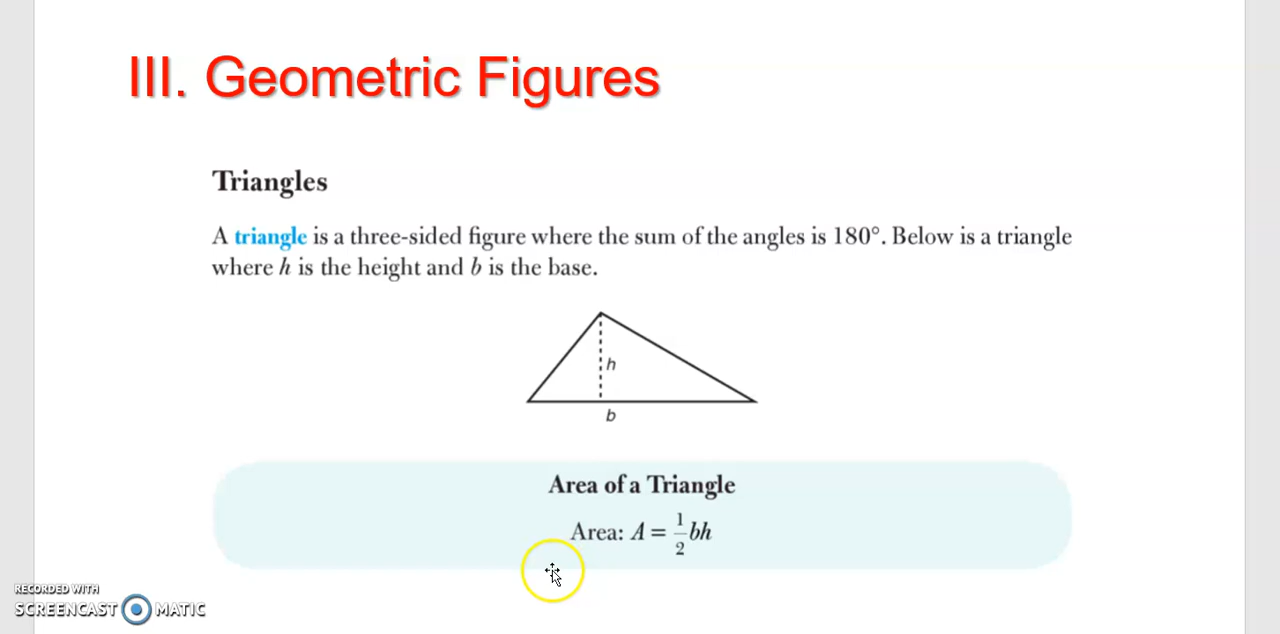 III. Geometric Figures
Triangles
A triangle is a three-sided figure where the sum of the angles is 180°. Below is a triangle
where h is the height and b is the base.
h
b
Area of a Triangle
Area: A = 1/2 bh
RECORDED WITH
SCREENCAST MATIC